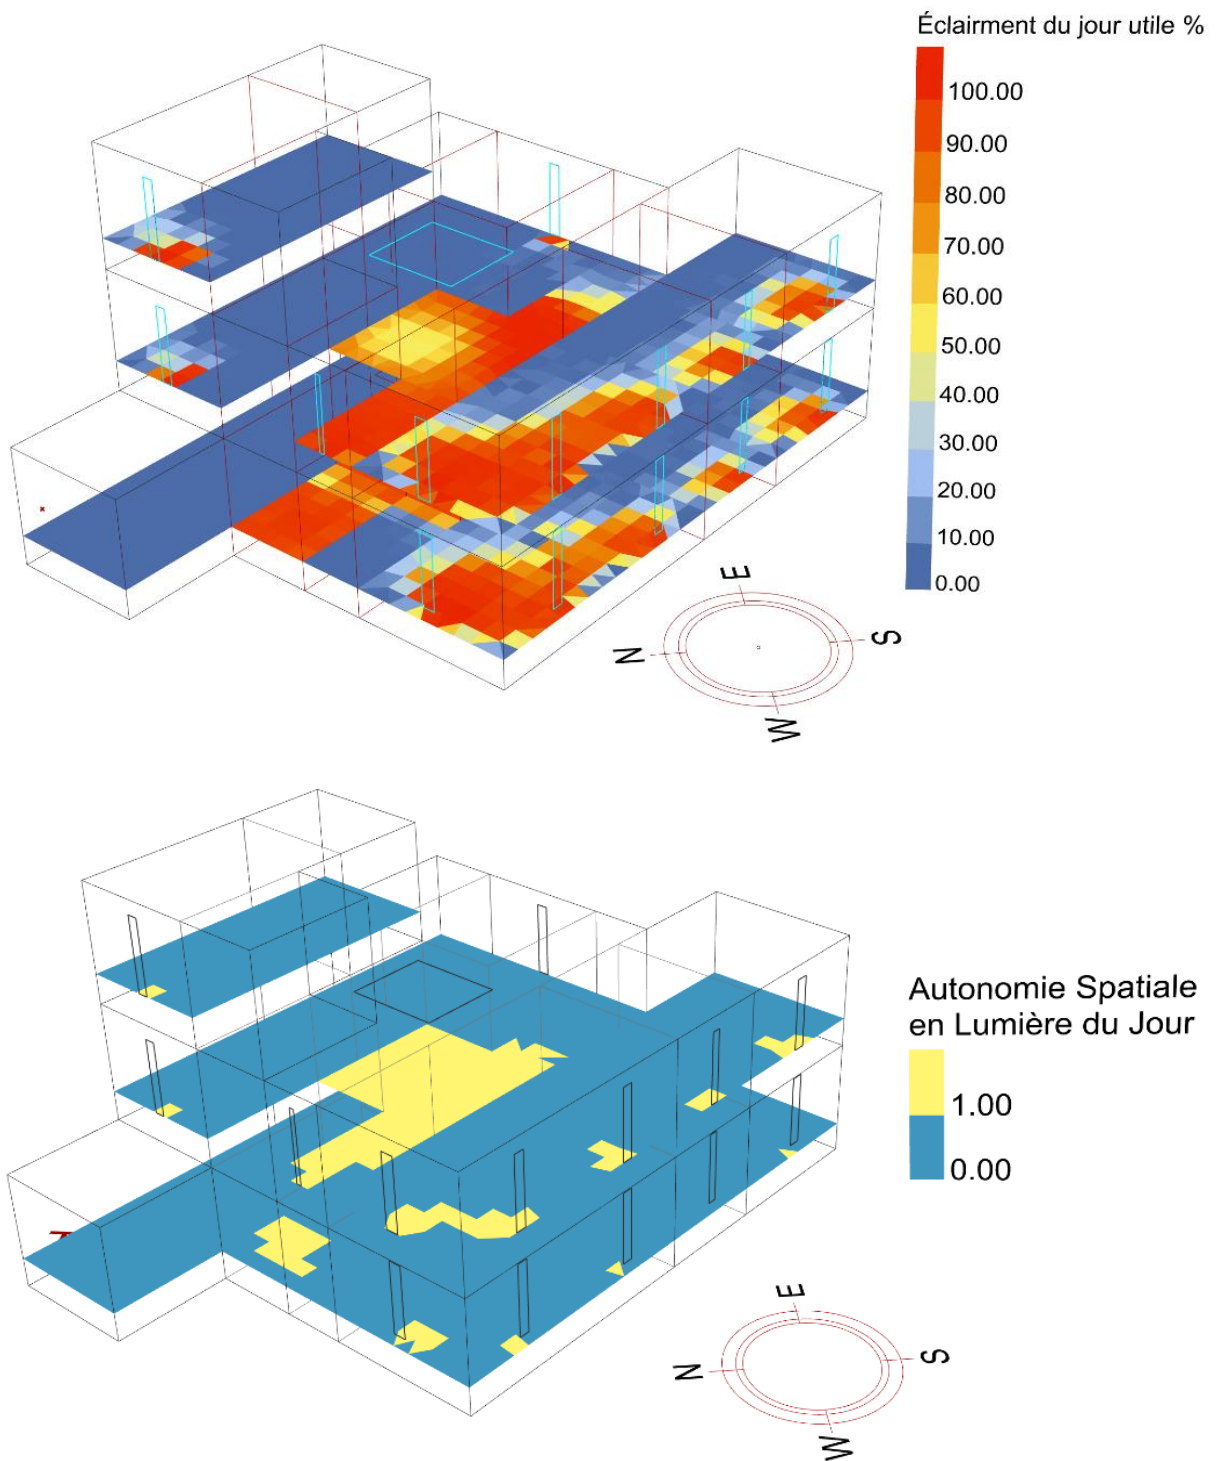 Éclairment du jour utile %
100.00
90.00
80.00
70.00
60.00
50.00
40.00
30.00
20.00
10.00
0.00
E
S
N
W
Autonomie Spatiale
en Lumière du Jour
1.00
0.00
E
S
N
W